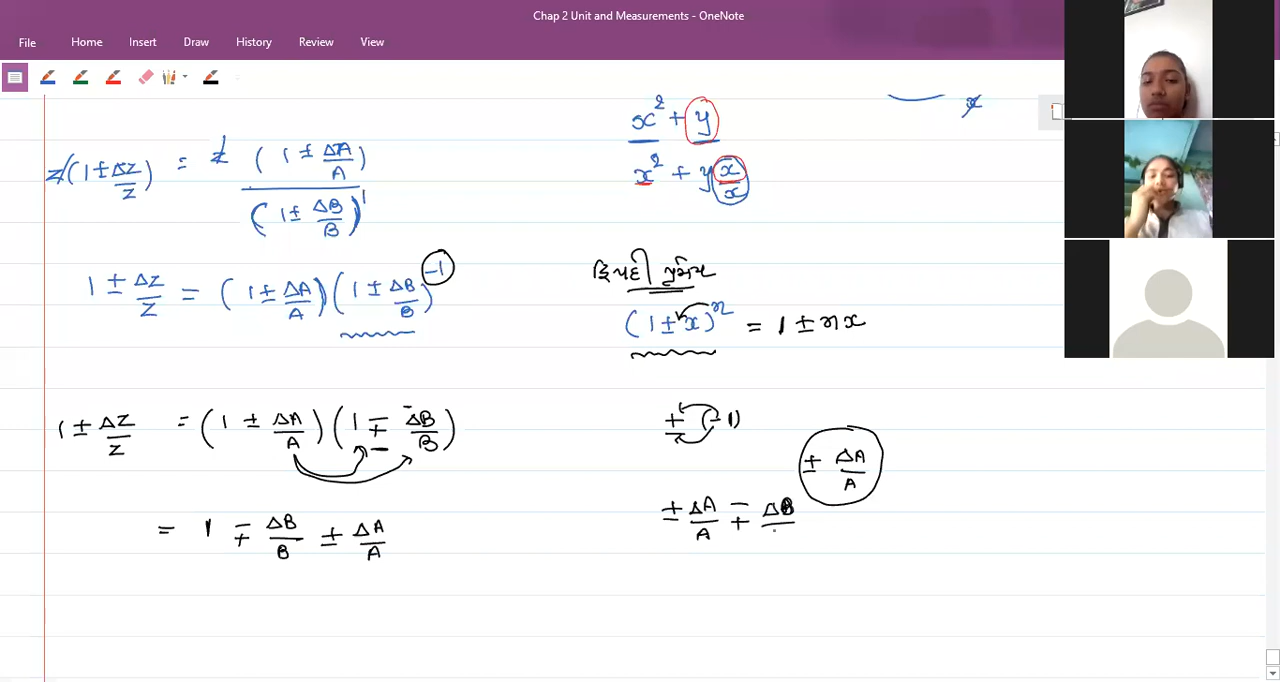 Chap 2 Unit and Measurements - OneNote
File Home Insert Draw History Review View
x² + y
x² + y x/x
x
z(1 ± ΔZ/Z) = z (1 ± ΔA/A) / (1 ± ΔB/B)¹
1 ± ΔZ/Z = (1 ± ΔA/A)(1 ± ΔB/B)⁻¹
દ્વિપદી પ્રમેય
(1 ± x)ⁿ = 1 ± nx
1 ± ΔZ/Z = (1 ± ΔA/A)(1 ∓ ΔB/B)
± (-1)
± ΔA/A
= 1 ∓ ΔB/B ± ΔA/A
± ΔA/A ∓ ΔB